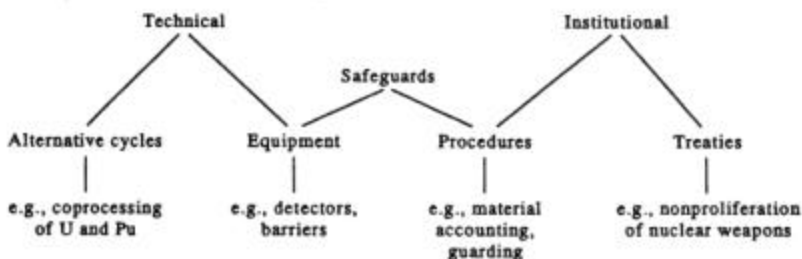 Technical
Institutional
Safeguards
Alternative cycles
Equipment
Procedures
Treaties
e.g., coprocessing
of U and Pu
e.g., detectors,
barriers
e.g., material
accounting,
guarding
e.g., nonproliferation
of nuclear weapons